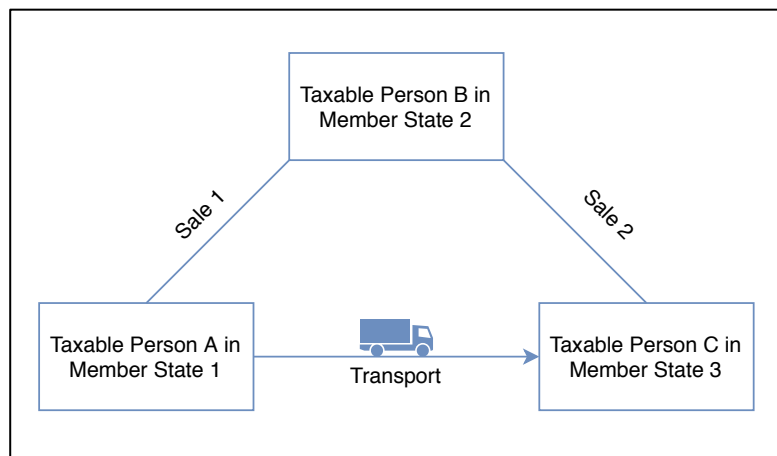 Taxable Person B in
Member State 2
Sale 1
Sale 2
Taxable Person A in
Member State 1
Transport
Taxable Person C in
Member State 3